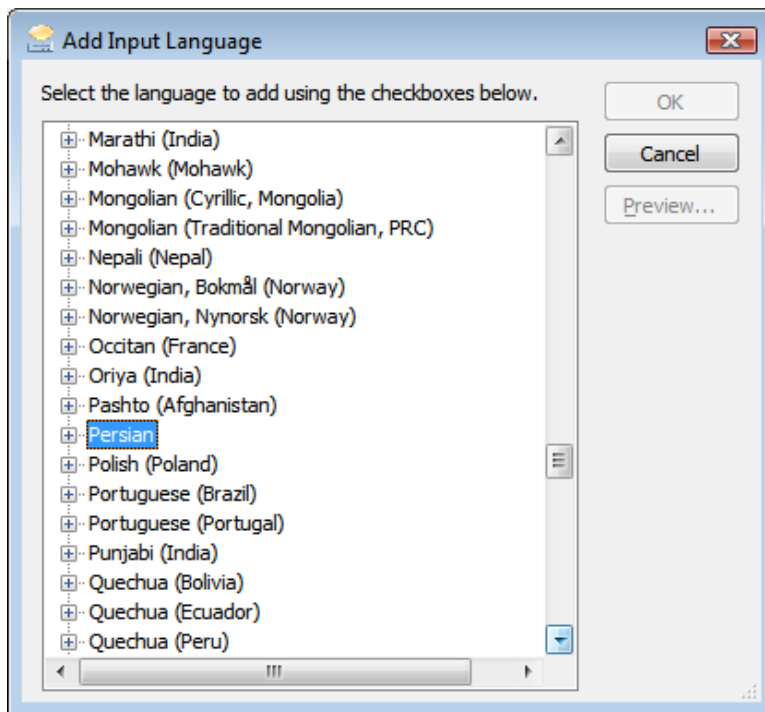 Add Input Language
Select the language to add using the checkboxes below.
OK
Cancel
Preview...
Marathi (India)
Mohawk (Mohawk)
Mongolian (Cyrillic, Mongolia)
Mongolian (Traditional Mongolian, PRC)
Nepali (Nepal)
Norwegian, Bokmål (Norway)
Norwegian, Nynorsk (Norway)
Occitan (France)
Oriya (India)
Pashto (Afghanistan)
Persian
Polish (Poland)
Portuguese (Brazil)
Portuguese (Portugal)
Punjabi (India)
Quechua (Bolivia)
Quechua (Ecuador)
Quechua (Peru)